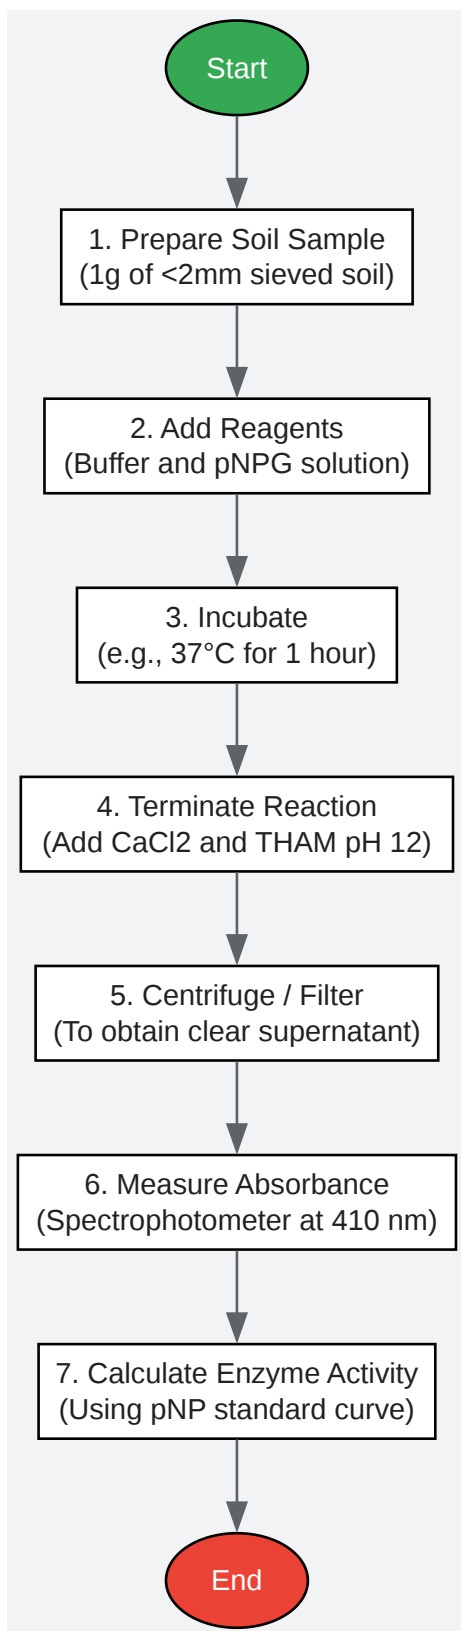 Start
1. Prepare Soil Sample
(1g of <2mm sieved soil)
2. Add Reagents
(Buffer and pNPG solution)
3. Incubate
(e.g., 37°C for 1 hour)
4. Terminate Reaction
(Add CaCl2 and THAM pH 12)
5. Centrifuge / Filter
(To obtain clear supernatant)
6. Measure Absorbance
(Spectrophotometer at 410 nm)
7. Calculate Enzyme Activity
(Using pNP standard curve)
End